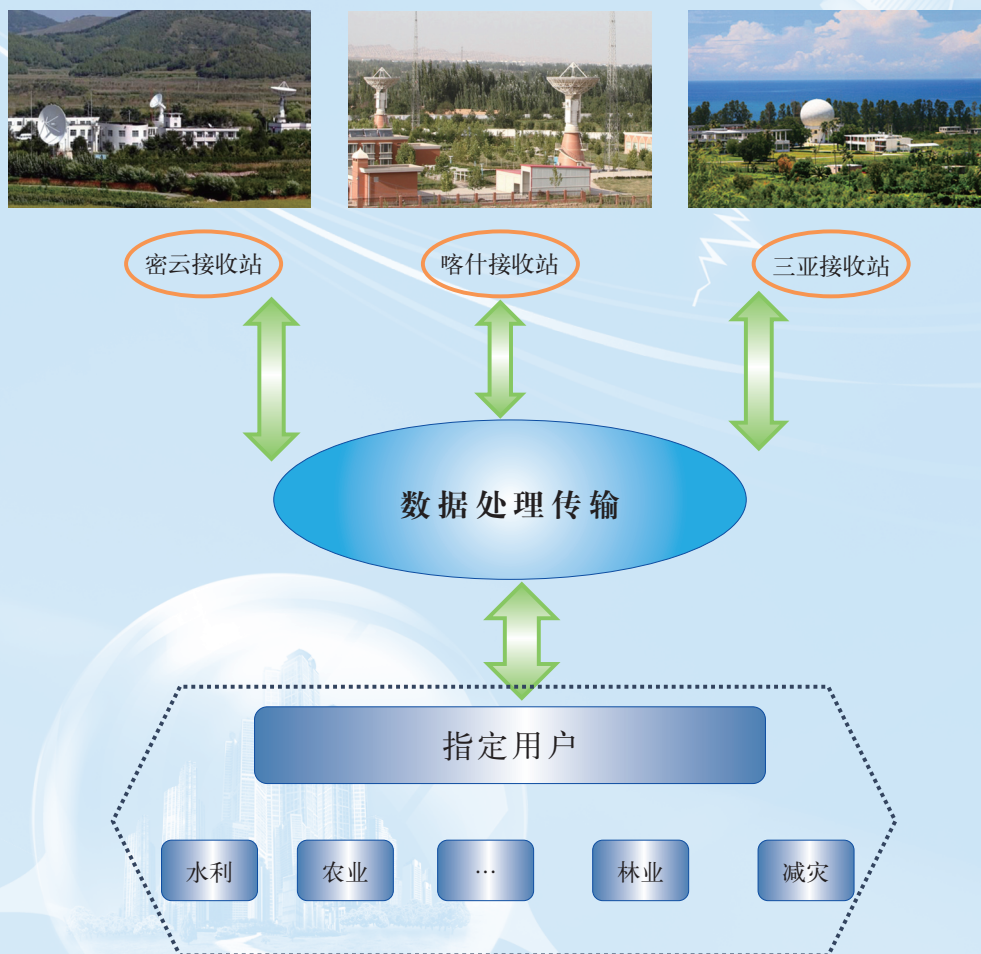 密云接收站
喀什接收站
三亚接收站
数据处理传输
指定用户
水利
农业
…
林业
减灾